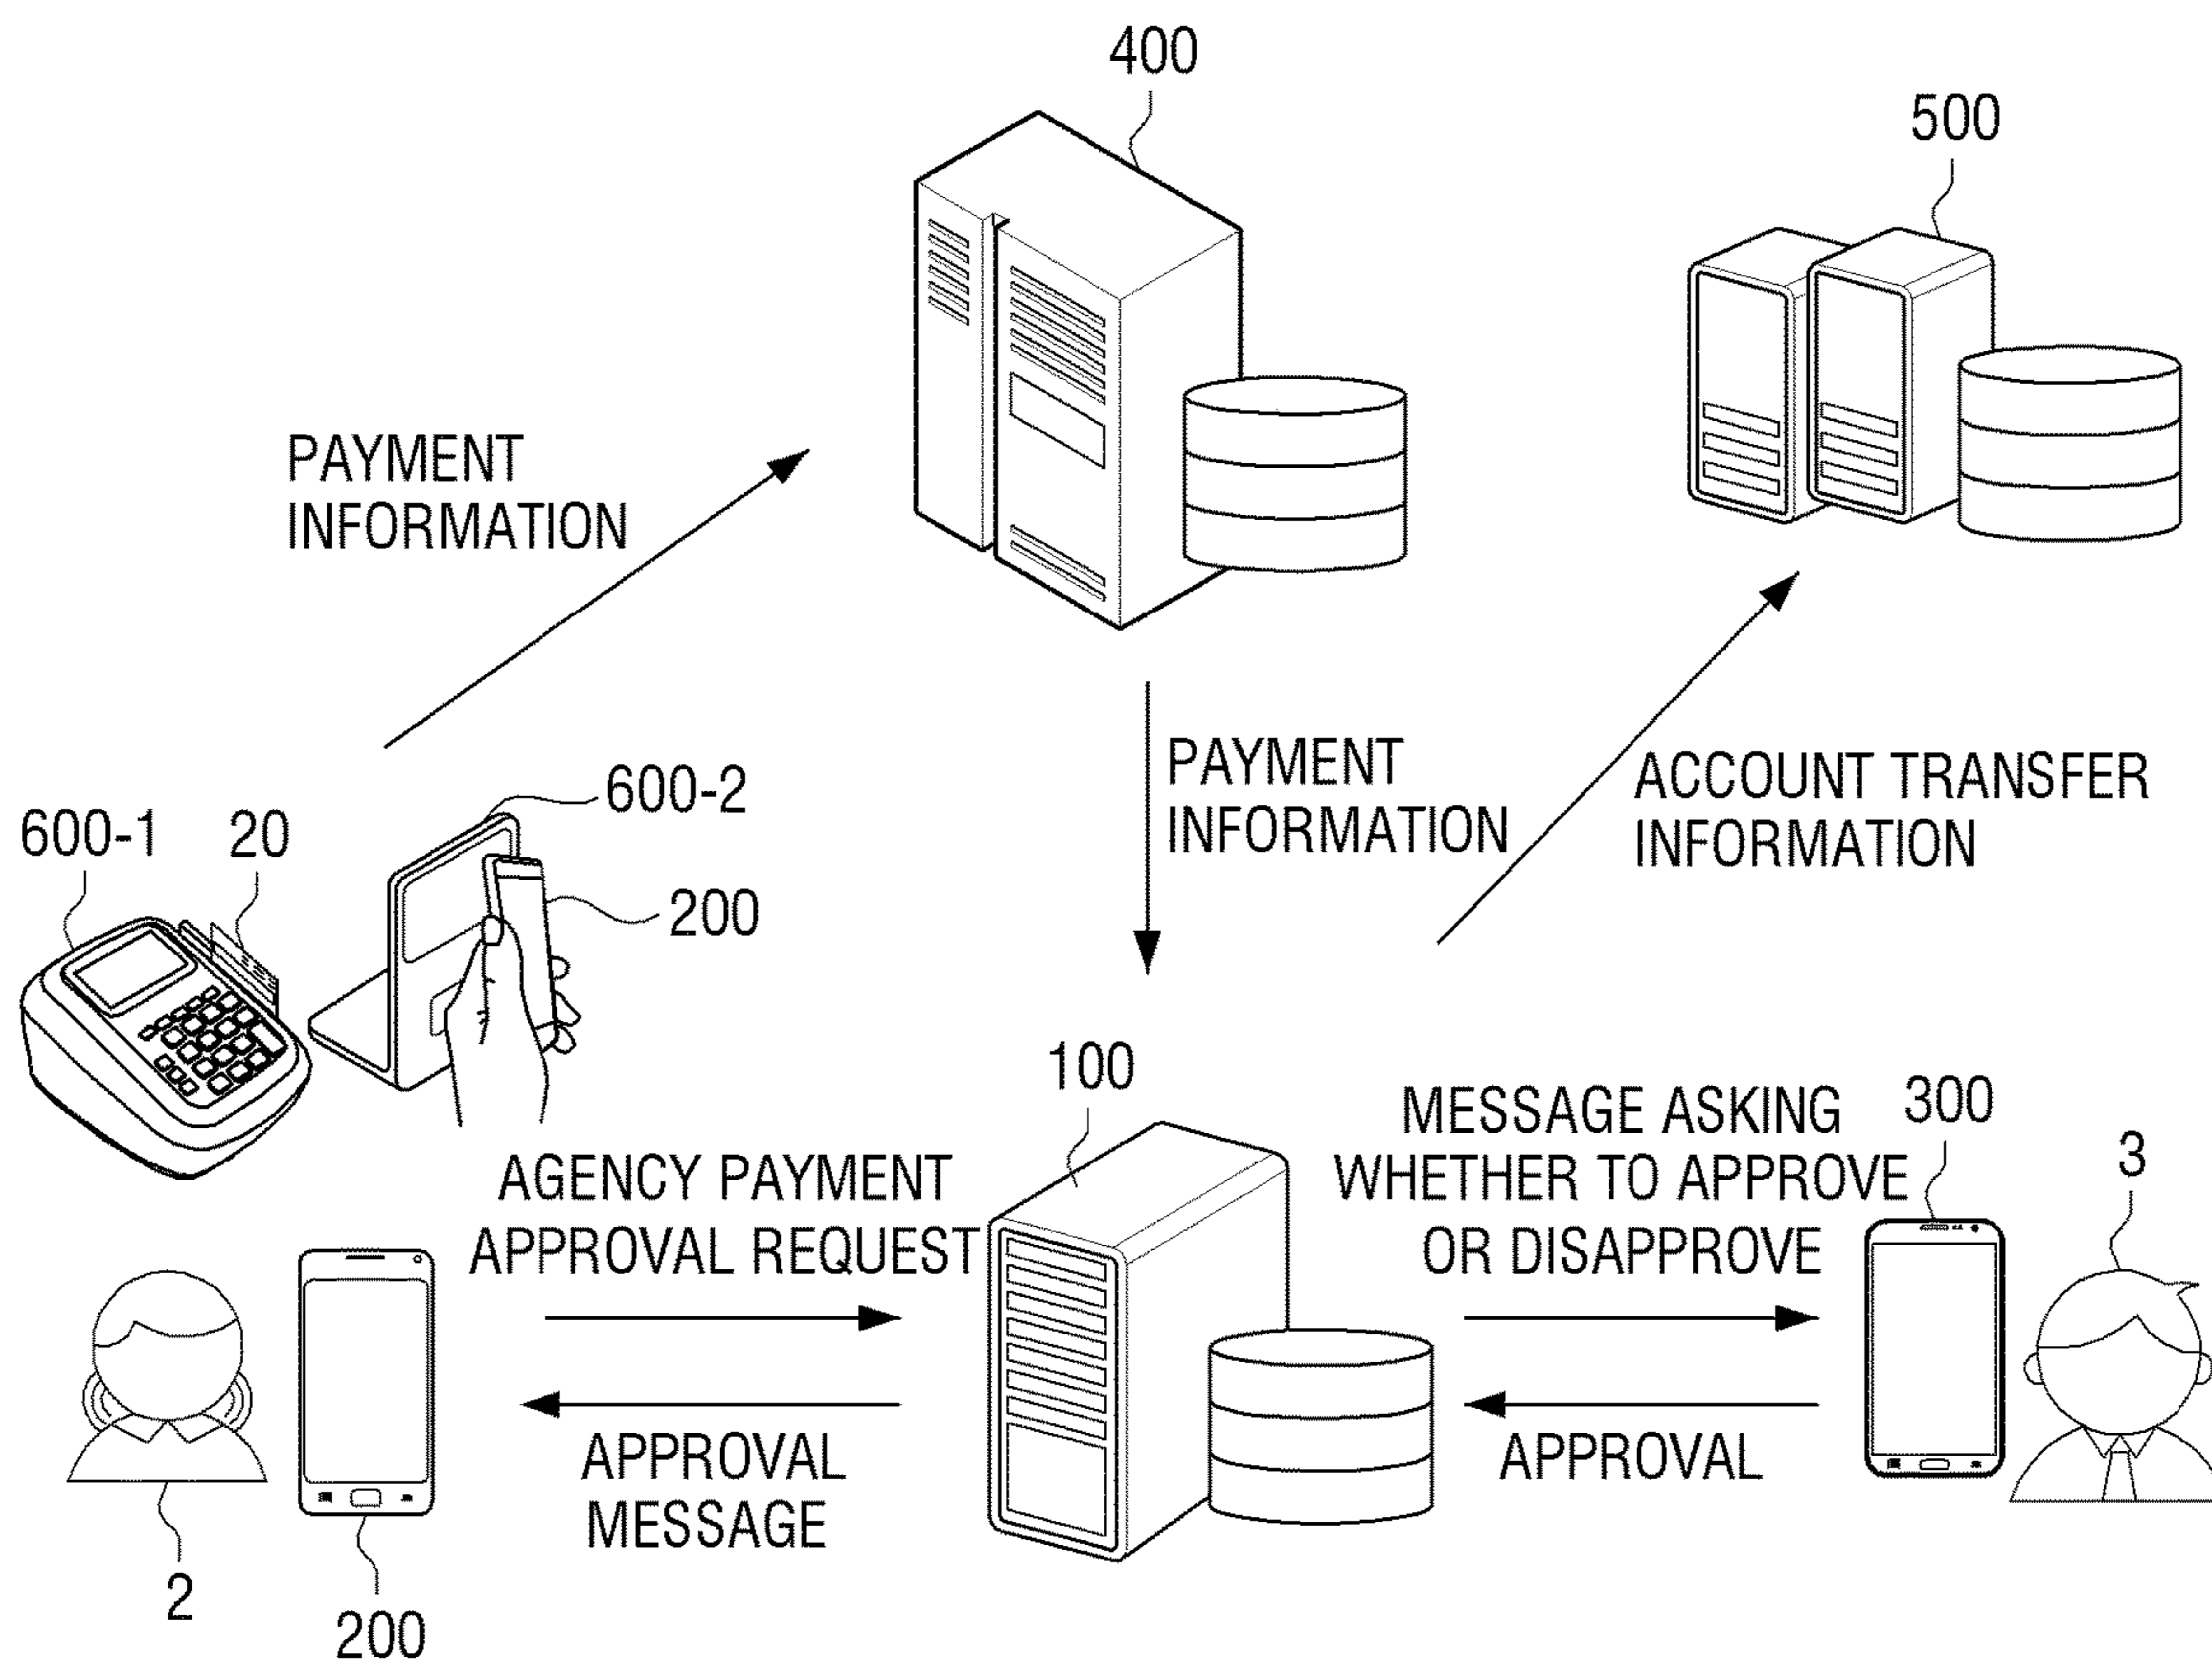 400
500
PAYMENT
INFORMATION
PAYMENT
INFORMATION
ACCOUNT TRANSFER
INFORMATION
600-2
600-1
20
200
100
MESSAGE ASKING
WHETHER TO APPROVE
OR DISAPPROVE
300
3
AGENCY PAYMENT
APPROVAL REQUEST
APPROVAL
MESSAGE
APPROVAL
2
200